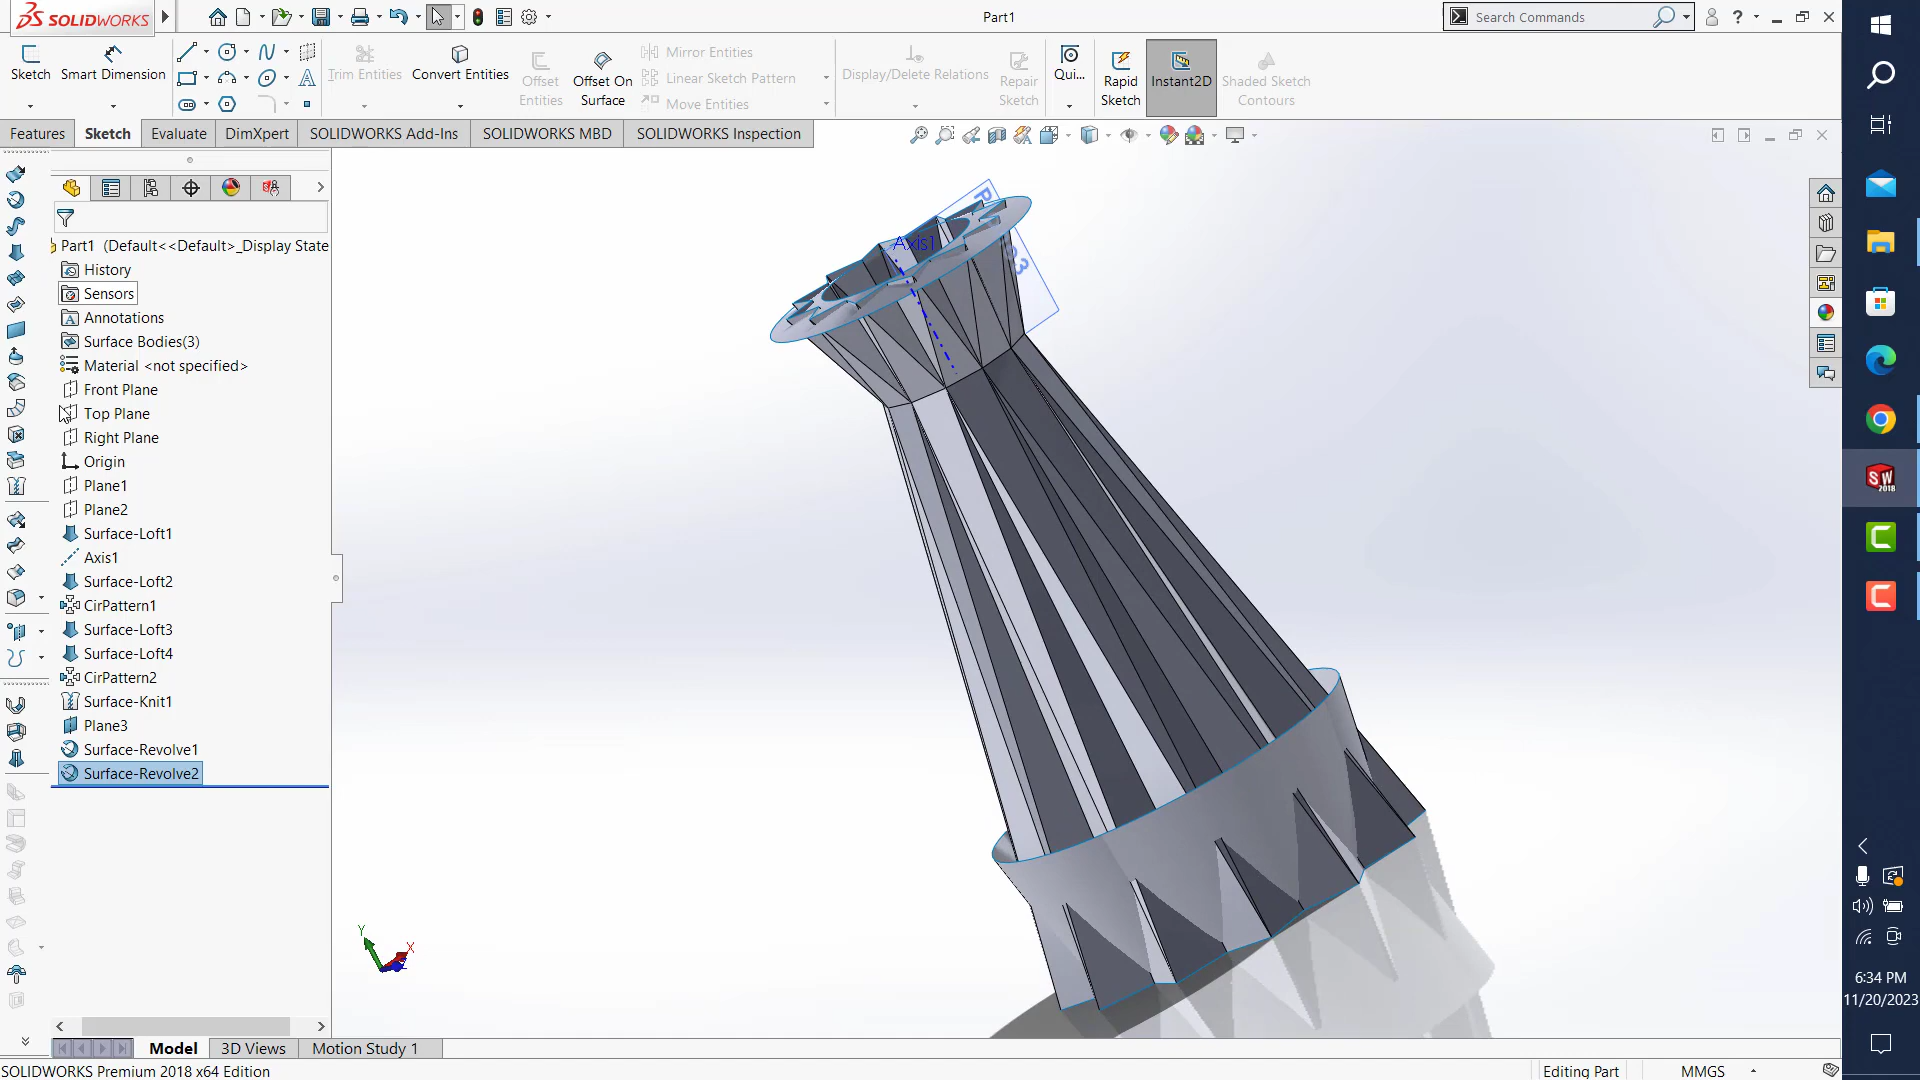 SOLIDWORKS
Part1
Search Commands
?
Sketch
Smart Dimension
Trim Entities
Convert Entities
Offset Entities
Offset On Surface
Mirror Entities
Linear Sketch Pattern
Move Entities
Display/Delete Relations
Repair Sketch
Qui...
Rapid Sketch
Instant2D
Shaded Sketch Contours
Features
Sketch
Evaluate
DimXpert
SOLIDWORKS Add-Ins
SOLIDWORKS MBD
SOLIDWORKS Inspection
Part1 (Default<<Default>_Display State
History
Sensors
Annotations
Surface Bodies(3)
Material <not specified>
Front Plane
Top Plane
Right Plane
Origin
Plane1
Plane2
Surface-Loft1
Axis1
Surface-Loft2
CirPattern1
Surface-Loft3
Surface-Loft4
CirPattern2
Surface-Knit1
Plane3
Surface-Revolve1
Surface-Revolve2
Axis1
Y
X
Model
3D Views
Motion Study 1
SOLIDWORKS Premium 2018 x64 Edition
Editing Part
MMGS
SW
2018
6:34 PM
11/20/2023